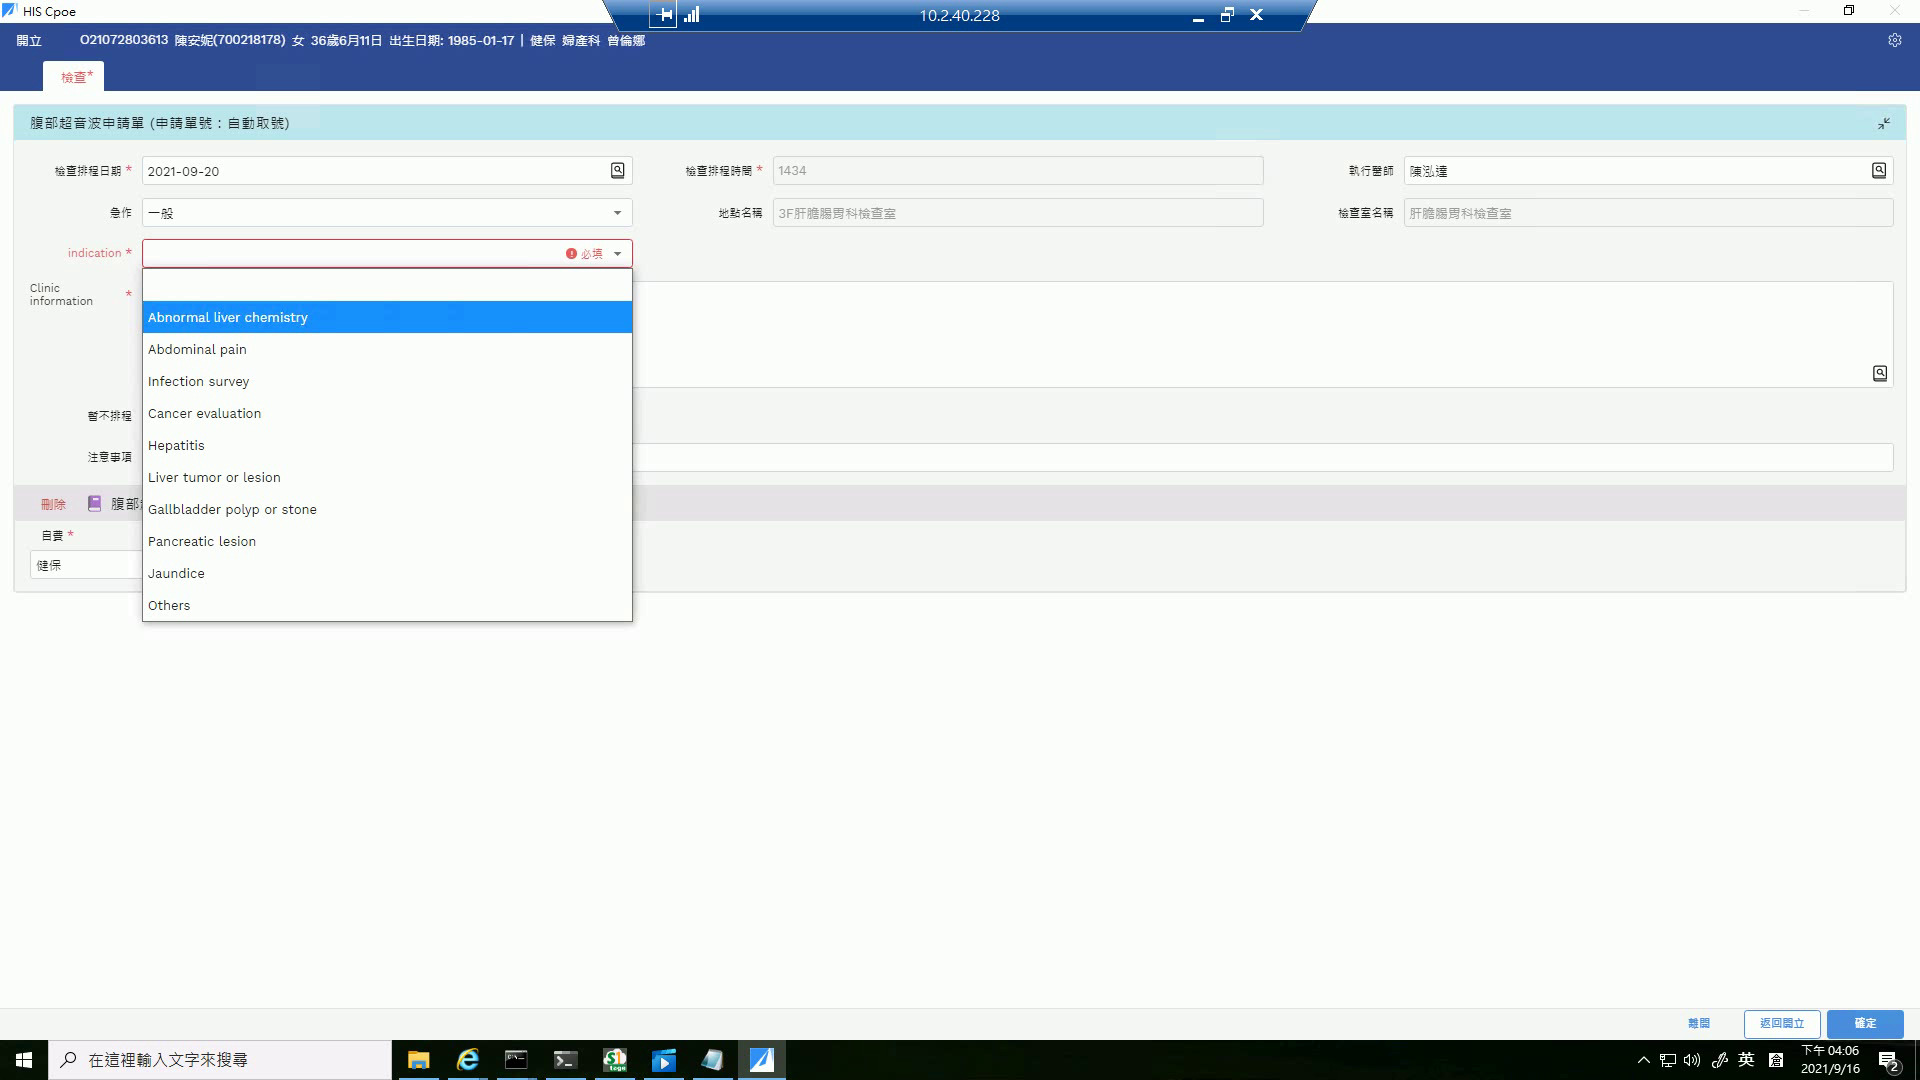 HIS Cpoe
10.2.40.228
開立 O21072803613 陳安妮(700218178) 女 36歲6月11日 出生日期: 1985-01-17 | 健保 婦產科 曾倫娜
檢查*
腹部超音波申請單 (申請單號：自動取號)
檢查排程日期 * 2021-09-20 檢查排程時間 * 1434 執行醫師 陳泓達
急作 一般 地點名稱 3F肝膽腸胃科檢查室 檢查室名稱 肝膽腸胃科檢查室
indication * 必填
Clinic information *
Abnormal liver chemistry
Abdominal pain
Infection survey
Cancer evaluation
暫不排程
Hepatitis
注意事項
Liver tumor or lesion
刪除 腹部
Gallbladder polyp or stone
自費 *
Pancreatic lesion
健保
Jaundice
Others
離開 返回開立 確定
在這裡輸入文字來搜尋
英
下午 04:06
2021/9/16
2